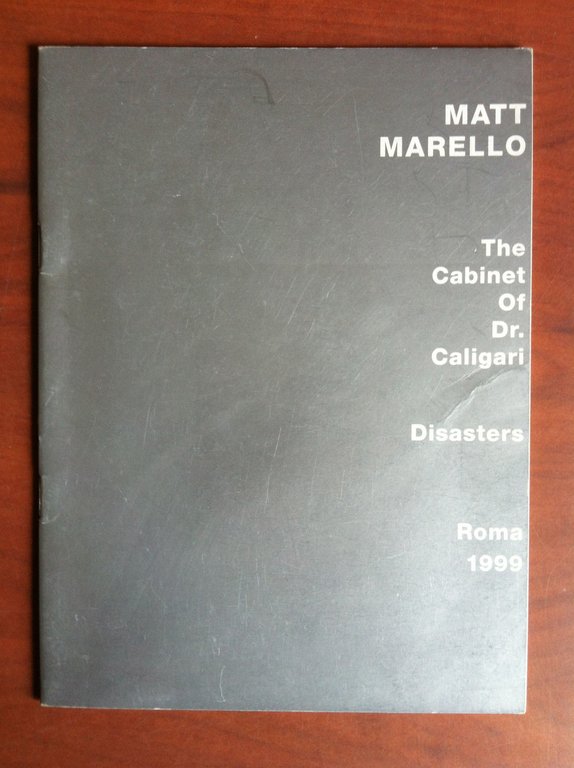 MATT
MARELLO
The
Cabinet
Of
Dr.
Caligari
Disasters
Roma
1999